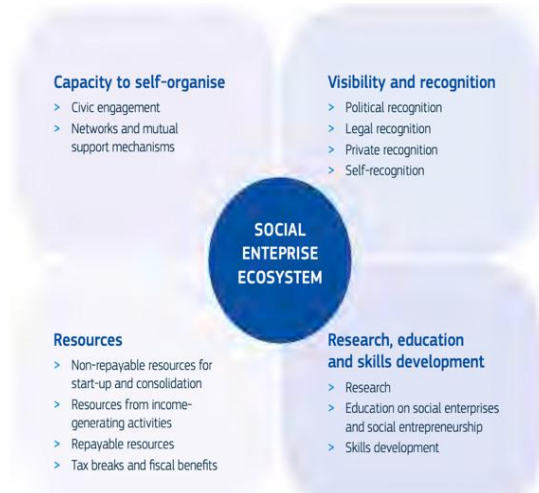 Capacity to self-organise
> Civic engagement
> Networks and mutual
support mechanisms
Visibility and recognition
> Political recognition
> Legal recognition
> Private recognition
> Self-recognition
SOCIAL
ENTEPRISE
ECOSYSTEM
Resources
> Non-repayable resources for
start-up and consolidation
> Resources from income-
generating activities
> Repayable resources
> Tax breaks and fiscal benefits
Research, education
and skills development
> Research
> Education on social enterprises
and social entrepreneurship
> Skills development